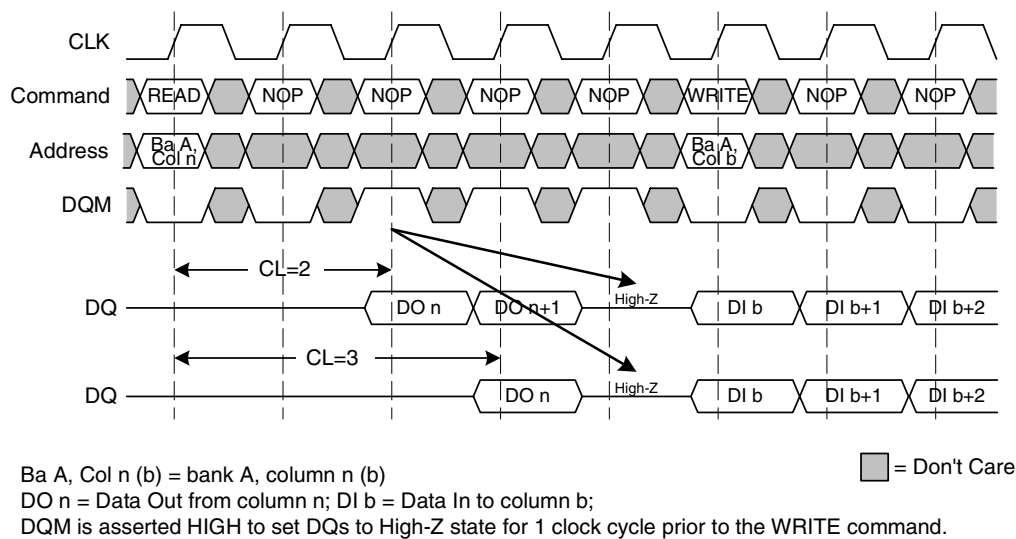 CLK
Command READ NOP NOP NOP NOP WRITE NOP NOP
Address Ba A, Col n Ba A, Col b
DQM
CL=2
DQ DO n DO n+1 High-Z DI b DI b+1 DI b+2
CL=3
DQ DO n High-Z DI b DI b+1 DI b+2
Ba A, Col n (b) = bank A, column n (b)
= Don't Care
DO n = Data Out from column n; DI b = Data In to column b;
DQM is asserted HIGH to set DQs to High-Z state for 1 clock cycle prior to the WRITE command.